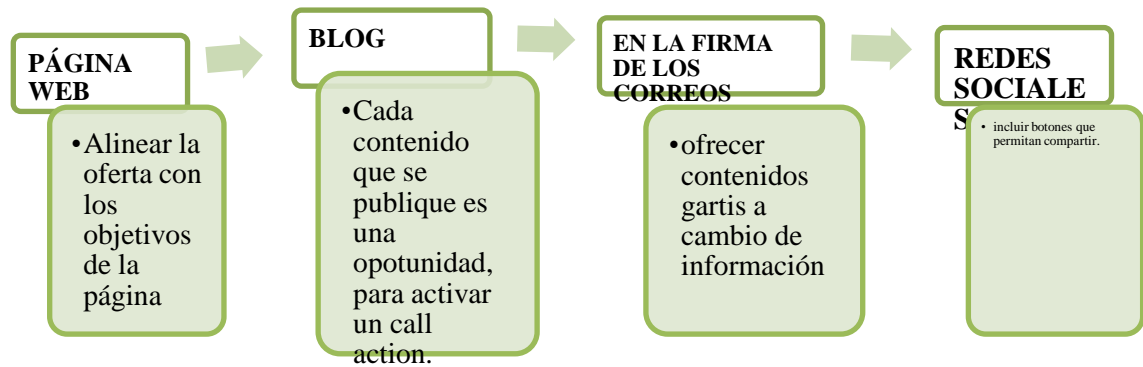 PÁGINA
WEB
•Alinear la
oferta con
los
objetivos
de la
página
BLOG
•Cada
contenido
que se
publique es
una
opotunidad,
para activar
un call
action.
EN LA FIRMA
DE LOS
CORREOS
•ofrecer
contenidos
gartis a
cambio de
información
REDES
SOCIALE
S
• incluir botones que
permitan compartir.